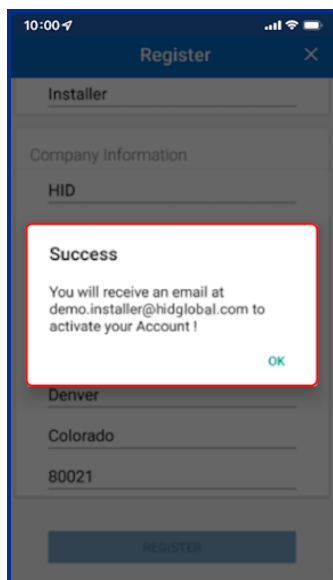 10:00
Register
Installer
Company Information
HID
Success
You will receive an email at
demo.installer@hidglobal.com to
activate your Account !
OK
Denver
Colorado
80021
REGISTER